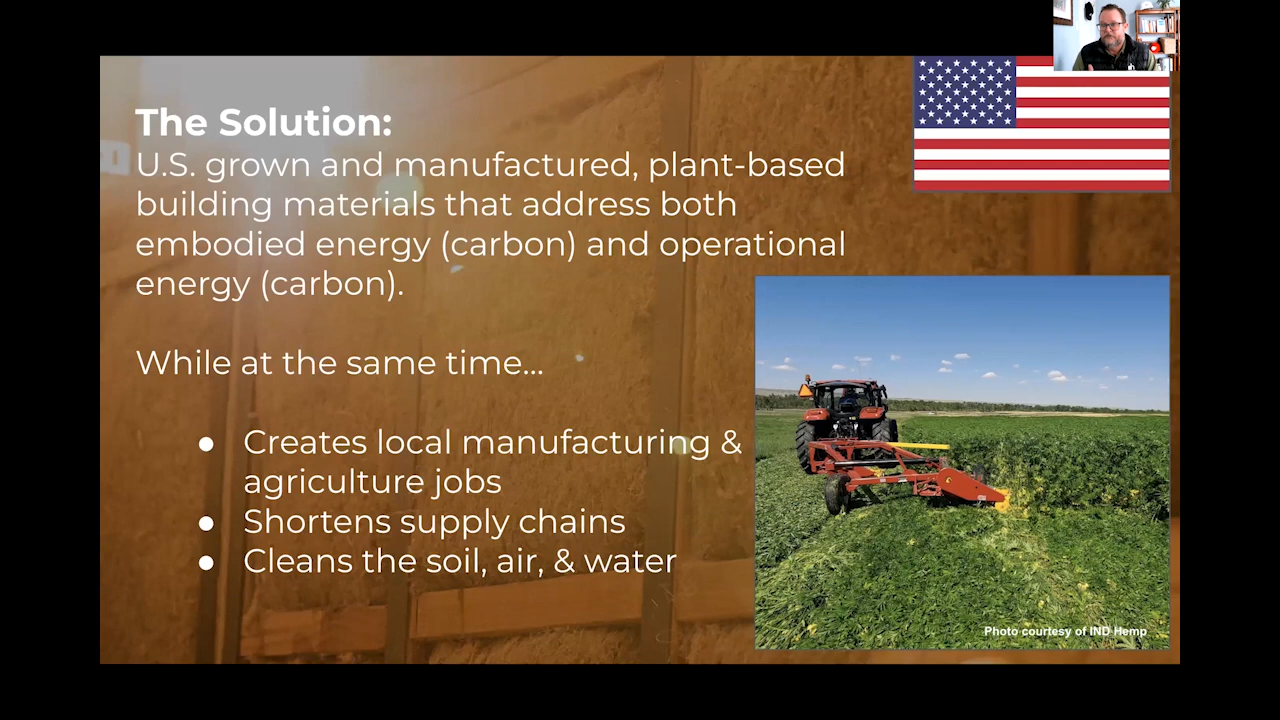 The Solution:
U.S. grown and manufactured, plant-based
building materials that address both
embodied energy (carbon) and operational
energy (carbon).
While at the same time...
● Creates local manufacturing &
agriculture jobs
● Shortens supply chains
● Cleans the soil, air, & water
Photo courtesy of IND Hemp